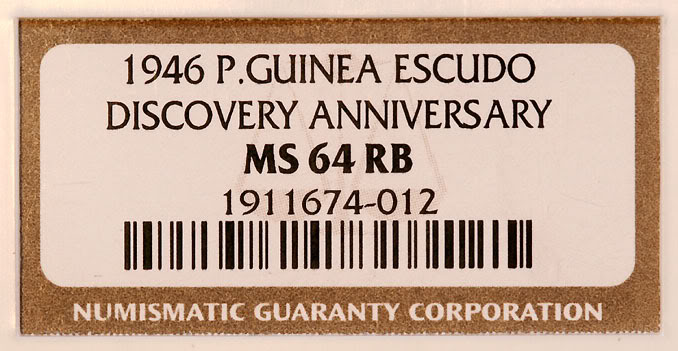 1946 P.GUINEA ESCUDO
DISCOVERY ANNIVERSARY
MS 64 RB
1911674-012
NUMISMATIC GUARANTY CORPORATION